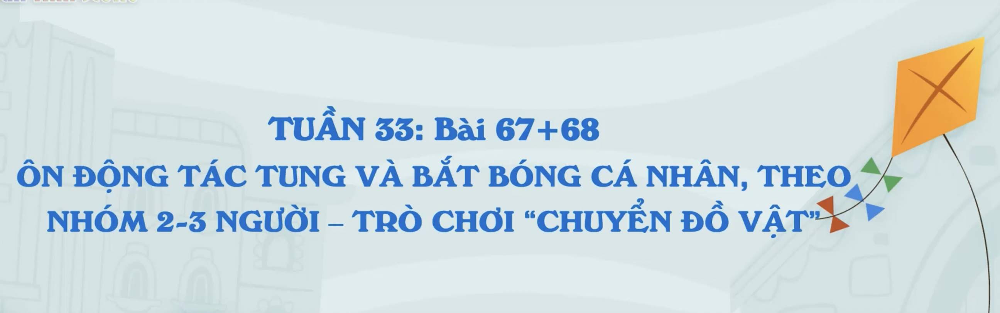 TUẦN 33: Bài 67+68
ÔN ĐỘNG TÁC TUNG VÀ BẮT BÓNG CÁ NHÂN, THEO
NHÓM 2-3 NGƯỜI – TRÒ CHƠI “CHUYỂN ĐỒ VẬT”